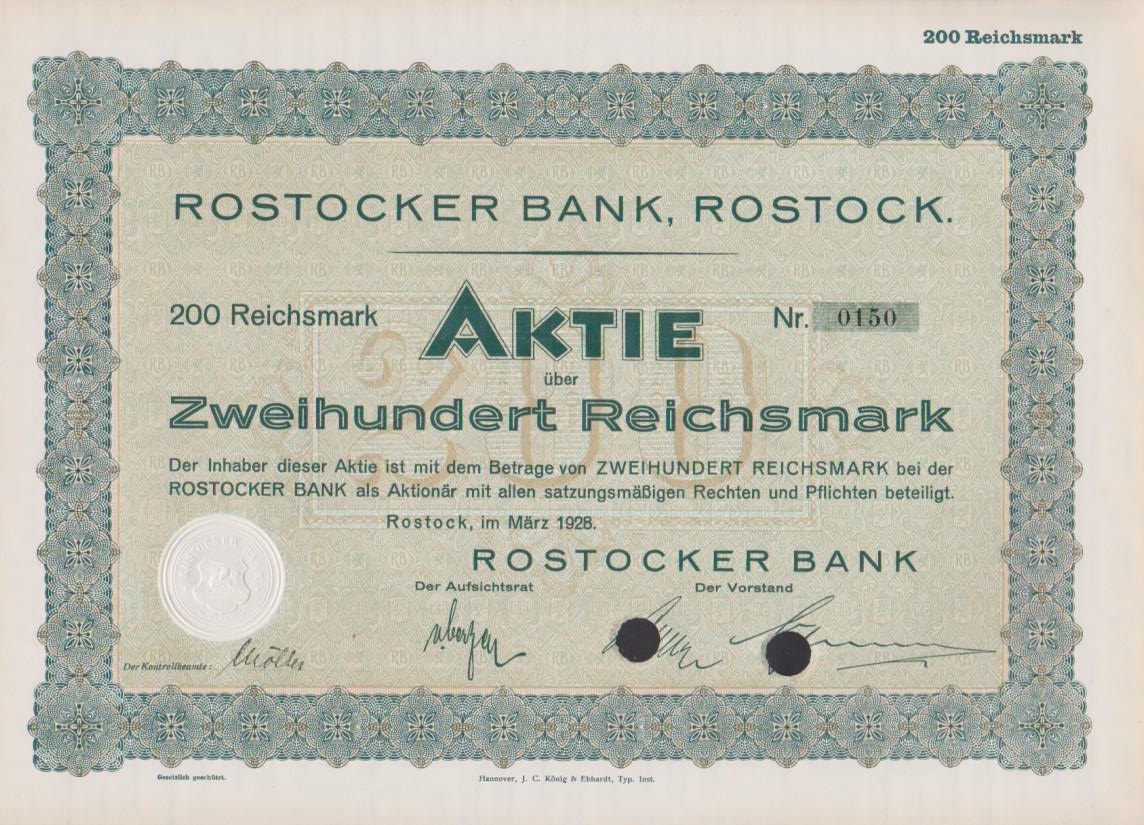 200 Reichsmark
ROSTOCKER BANK, ROSTOCK.
200 Reichsmark
AKTIE
Nr. 0150
über
Zweihundert Reichsmark
Der Inhaber dieser Aktie ist mit dem Betrage von ZWEIHUNDERT REICHSMARK bei der
ROSTOCKER BANK als Aktionär mit allen satzungsmäßigen Rechten und Pflichten beteiligt.
Rostock, im März 1928.
ROSTOCKER BANK
Der Aufsichtsrat
Der Vorstand
Der Kontrollbeamte: Möller
Gesetzlich geschützt.
Hannover, J. C. König & Ebhardt, Typ. Inst.